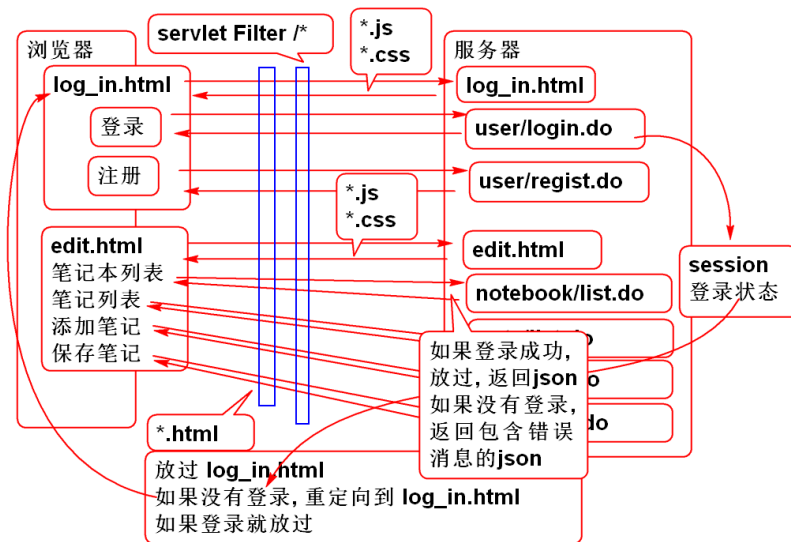 servlet Filter /*
*.js
*.css
浏览器
服务器
log_in.html
登录
注册
log_in.html
user/login.do
user/regist.do
*.js
*.css
edit.html
笔记本列表
笔记列表
添加笔记
保存笔记
edit.html
notebook/list.do
session
登录状态
如果登录成功,
放过, 返回json
如果没有登录,
返回包含错误
消息的json
do
do
do
*.html
放过 log_in.html
如果没有登录, 重定向到 log_in.html
如果登录就放过